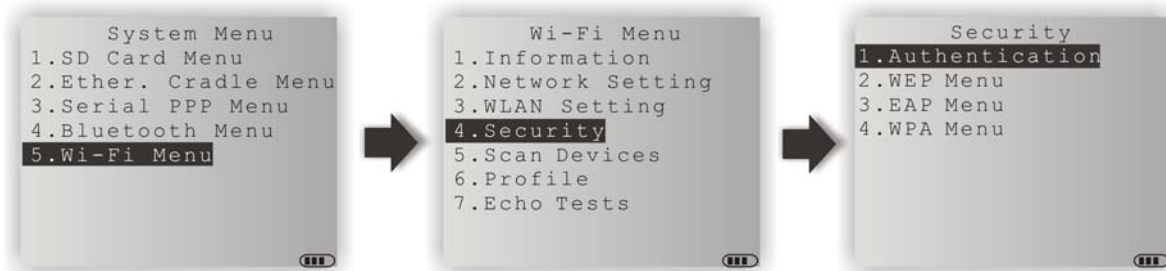 System Menu
1.SD Card Menu
2.Ether. Cradle Menu
3.Serial PPP Menu
4.Bluetooth Menu
5.Wi-Fi Menu
Wi-Fi Menu
1.Information
2.Network Setting
3.WLAN Setting
4.Security
5.Scan Devices
6.Profile
7.Echo Tests
Security
1.Authentication
2.WEP Menu
3.EAP Menu
4.WPA Menu